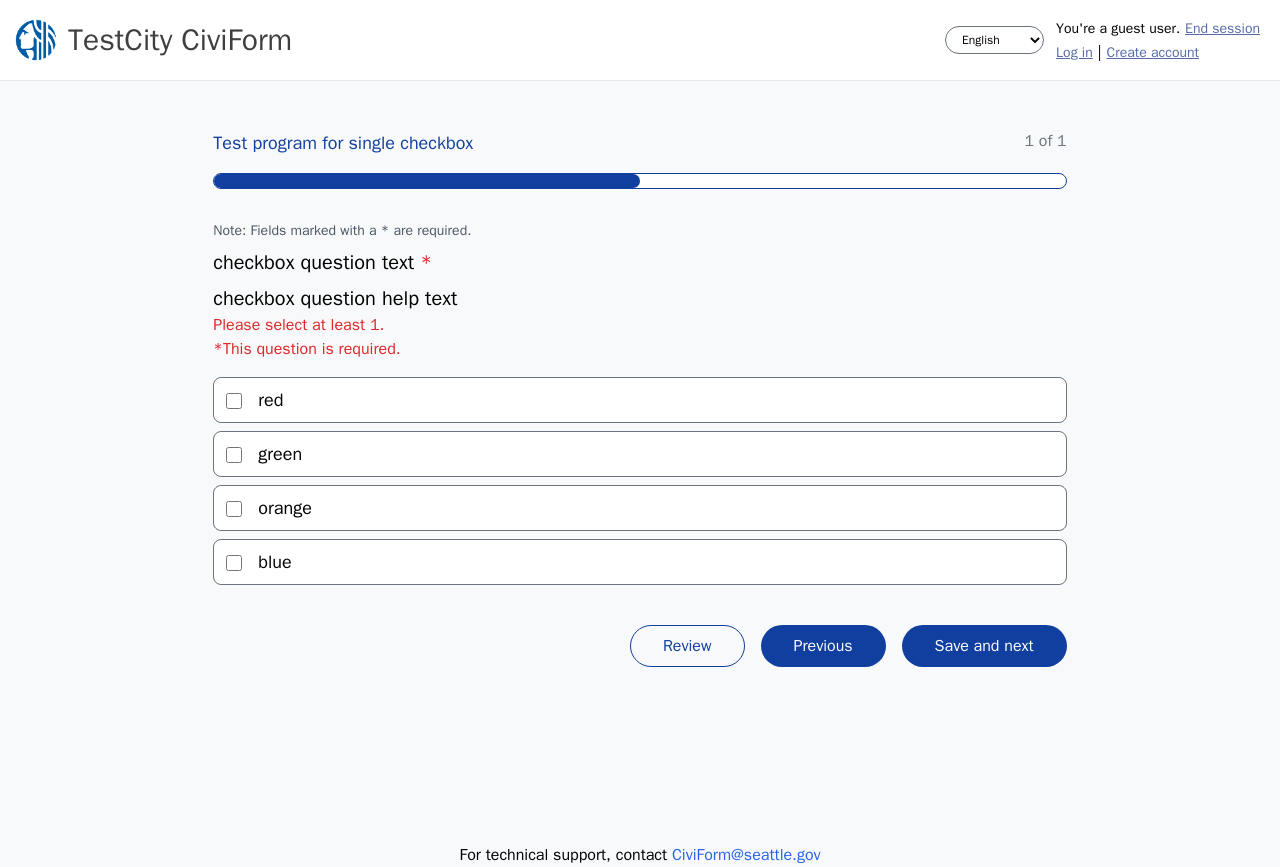 TestCity CiviForm
English
You're a guest user. End session
Log in | Create account
Test program for single checkbox
1 of 1
Note: Fields marked with a * are required.
checkbox question text *
checkbox question help text
Please select at least 1.
*This question is required.
red
green
orange
blue
Review
Previous
Save and next
For technical support, contact CiviForm@seattle.gov